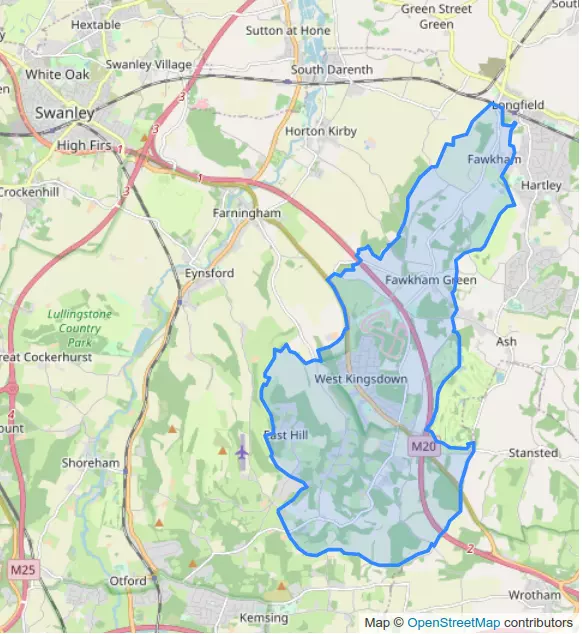 Green Street
Green
South
Hextable
Sutton at Hone
Swanley Village
White Oak
South Darenth
3
Longfield
Swanley
3
Horton Kirby
High Firs
1
Fawkham
1
Hartley
Crockenhill
3
Farningham
Eynsford
Fawkham Green
Lullingstone
Country
Park
Ash
Great Cockerhurst
West Kingsdown
4
East Hill
M20
Stansted
Shoreham
2
M25
Otford
Wrotham
Kemsing
Map © OpenStreetMap contributors